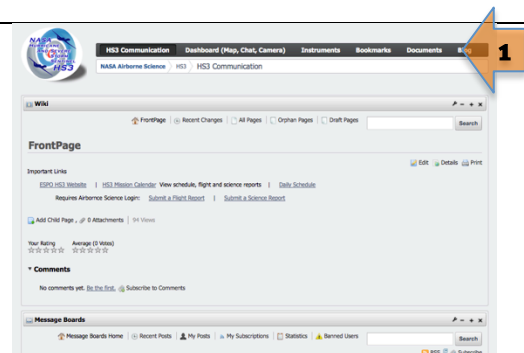 NASA
HS3
HS3 Communication Dashboard (Map, Chat, Camera) Instruments Bookmarks Documents Blog
1
NASA Airborne Science HS3 HS3 Communication
Wiki
FrontPage Recent Changes All Pages Orphan Pages Draft Pages Search
FrontPage
Edit Details Print
Important Links
ESPO HS3 Website | HS3 Mission Calendar View schedule, flight and science reports | Daily Schedule
Requires Airborne Science Login: Submit a Flight Report | Submit a Science Report
Add Child Page , 0 Attachments | 94 Views
Your Rating Average (0 Votes)
Comments
No comments yet. Be the first. Subscribe to Comments
Message Boards
Message Boards Home Recent Posts My Posts My Subscriptions Statistics Banned Users Search
RSS Subscribe